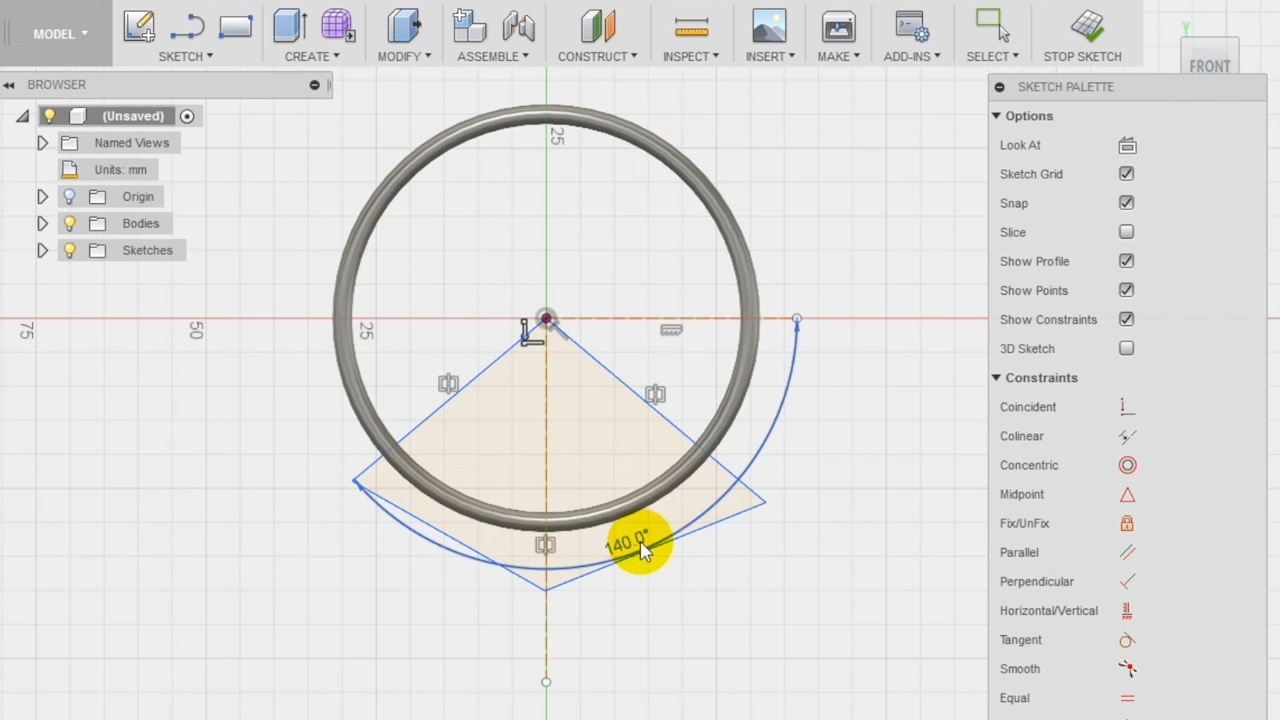 MODEL
SKETCH
CREATE
MODIFY
ASSEMBLE
CONSTRUCT
INSPECT
INSERT
MAKE
ADD-INS
SELECT
STOP SKETCH
Y
FRONT
BROWSER
(Unsaved)
Named Views
Units: mm
Origin
Bodies
Sketches
25
75
50
25
140.0°
SKETCH PALETTE
Options
Look At
Sketch Grid
Snap
Slice
Show Profile
Show Points
Show Constraints
3D Sketch
Constraints
Coincident
Colinear
Concentric
Midpoint
Fix/UnFix
Parallel
Perpendicular
Horizontal/Vertical
Tangent
Smooth
Equal